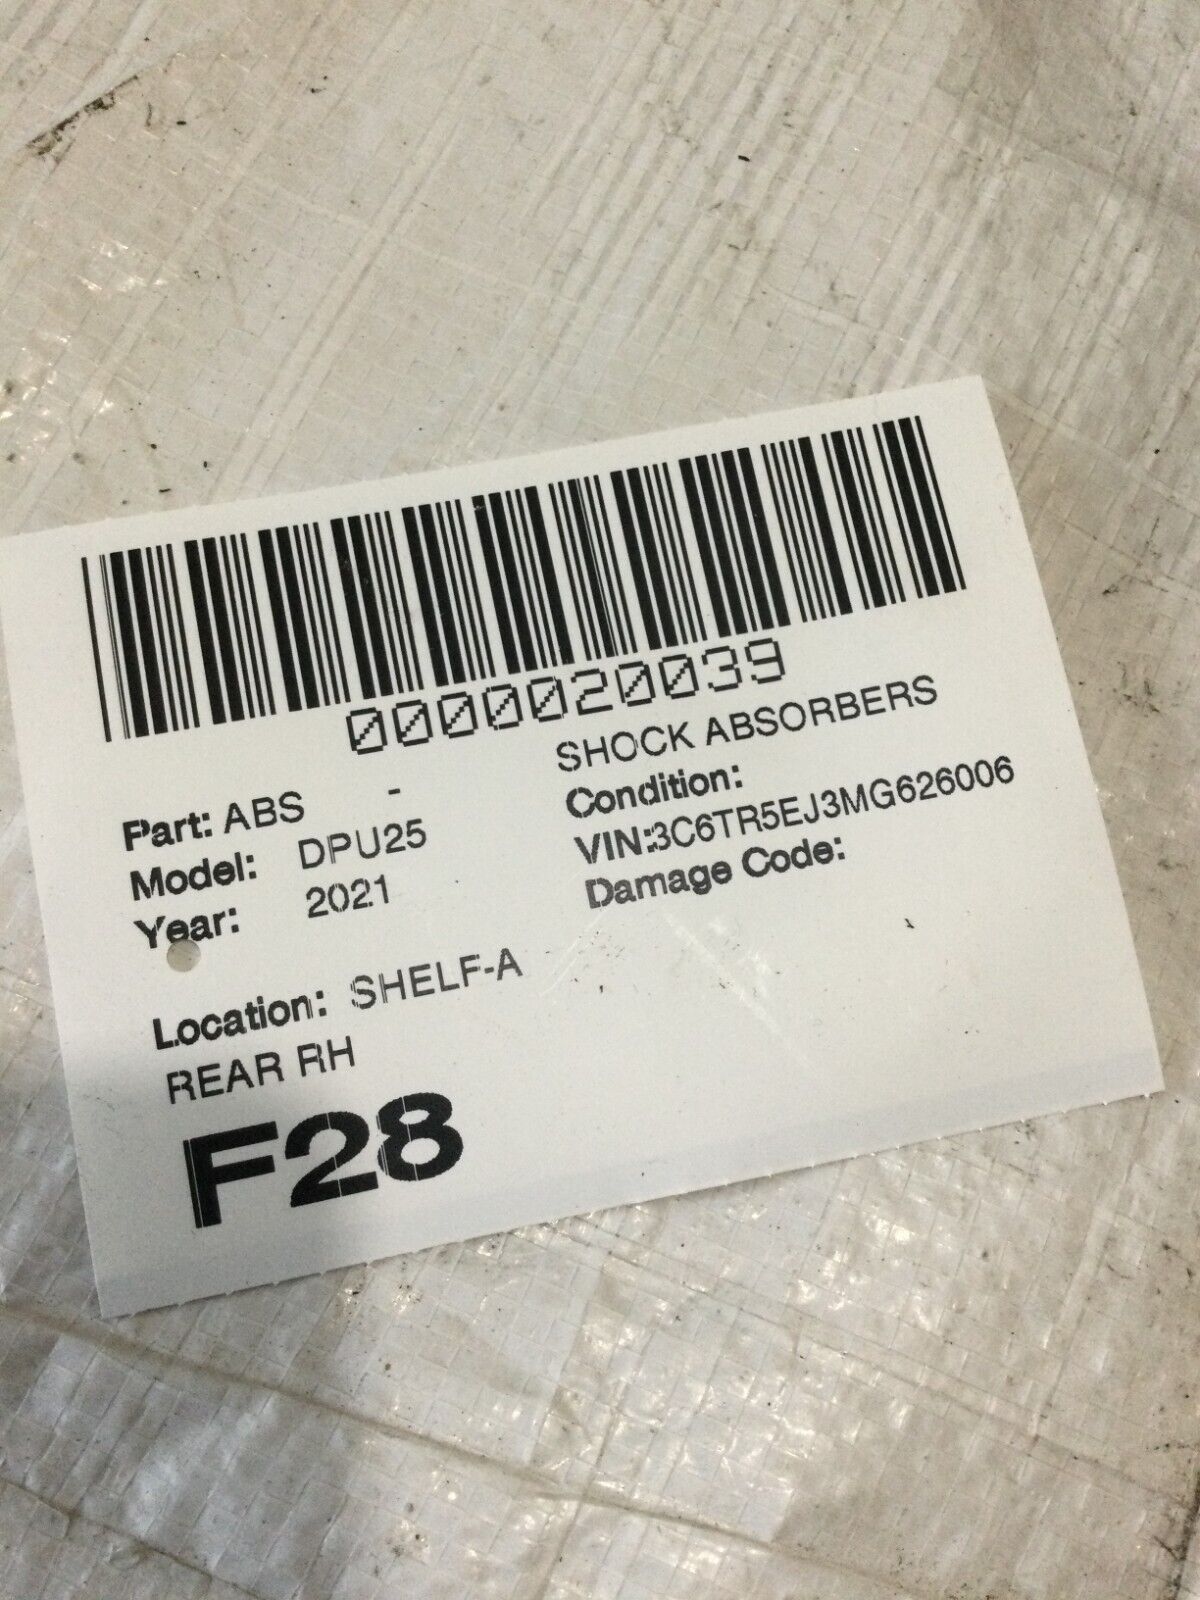 0000020039
Part: ABS - SHOCK ABSORBERS
Model: DPU25 Condition:
Year: 2021 VIN:3C6TR5EJ3MG626006
Damage Code:
Location: SHELF-A
REAR RH
F28